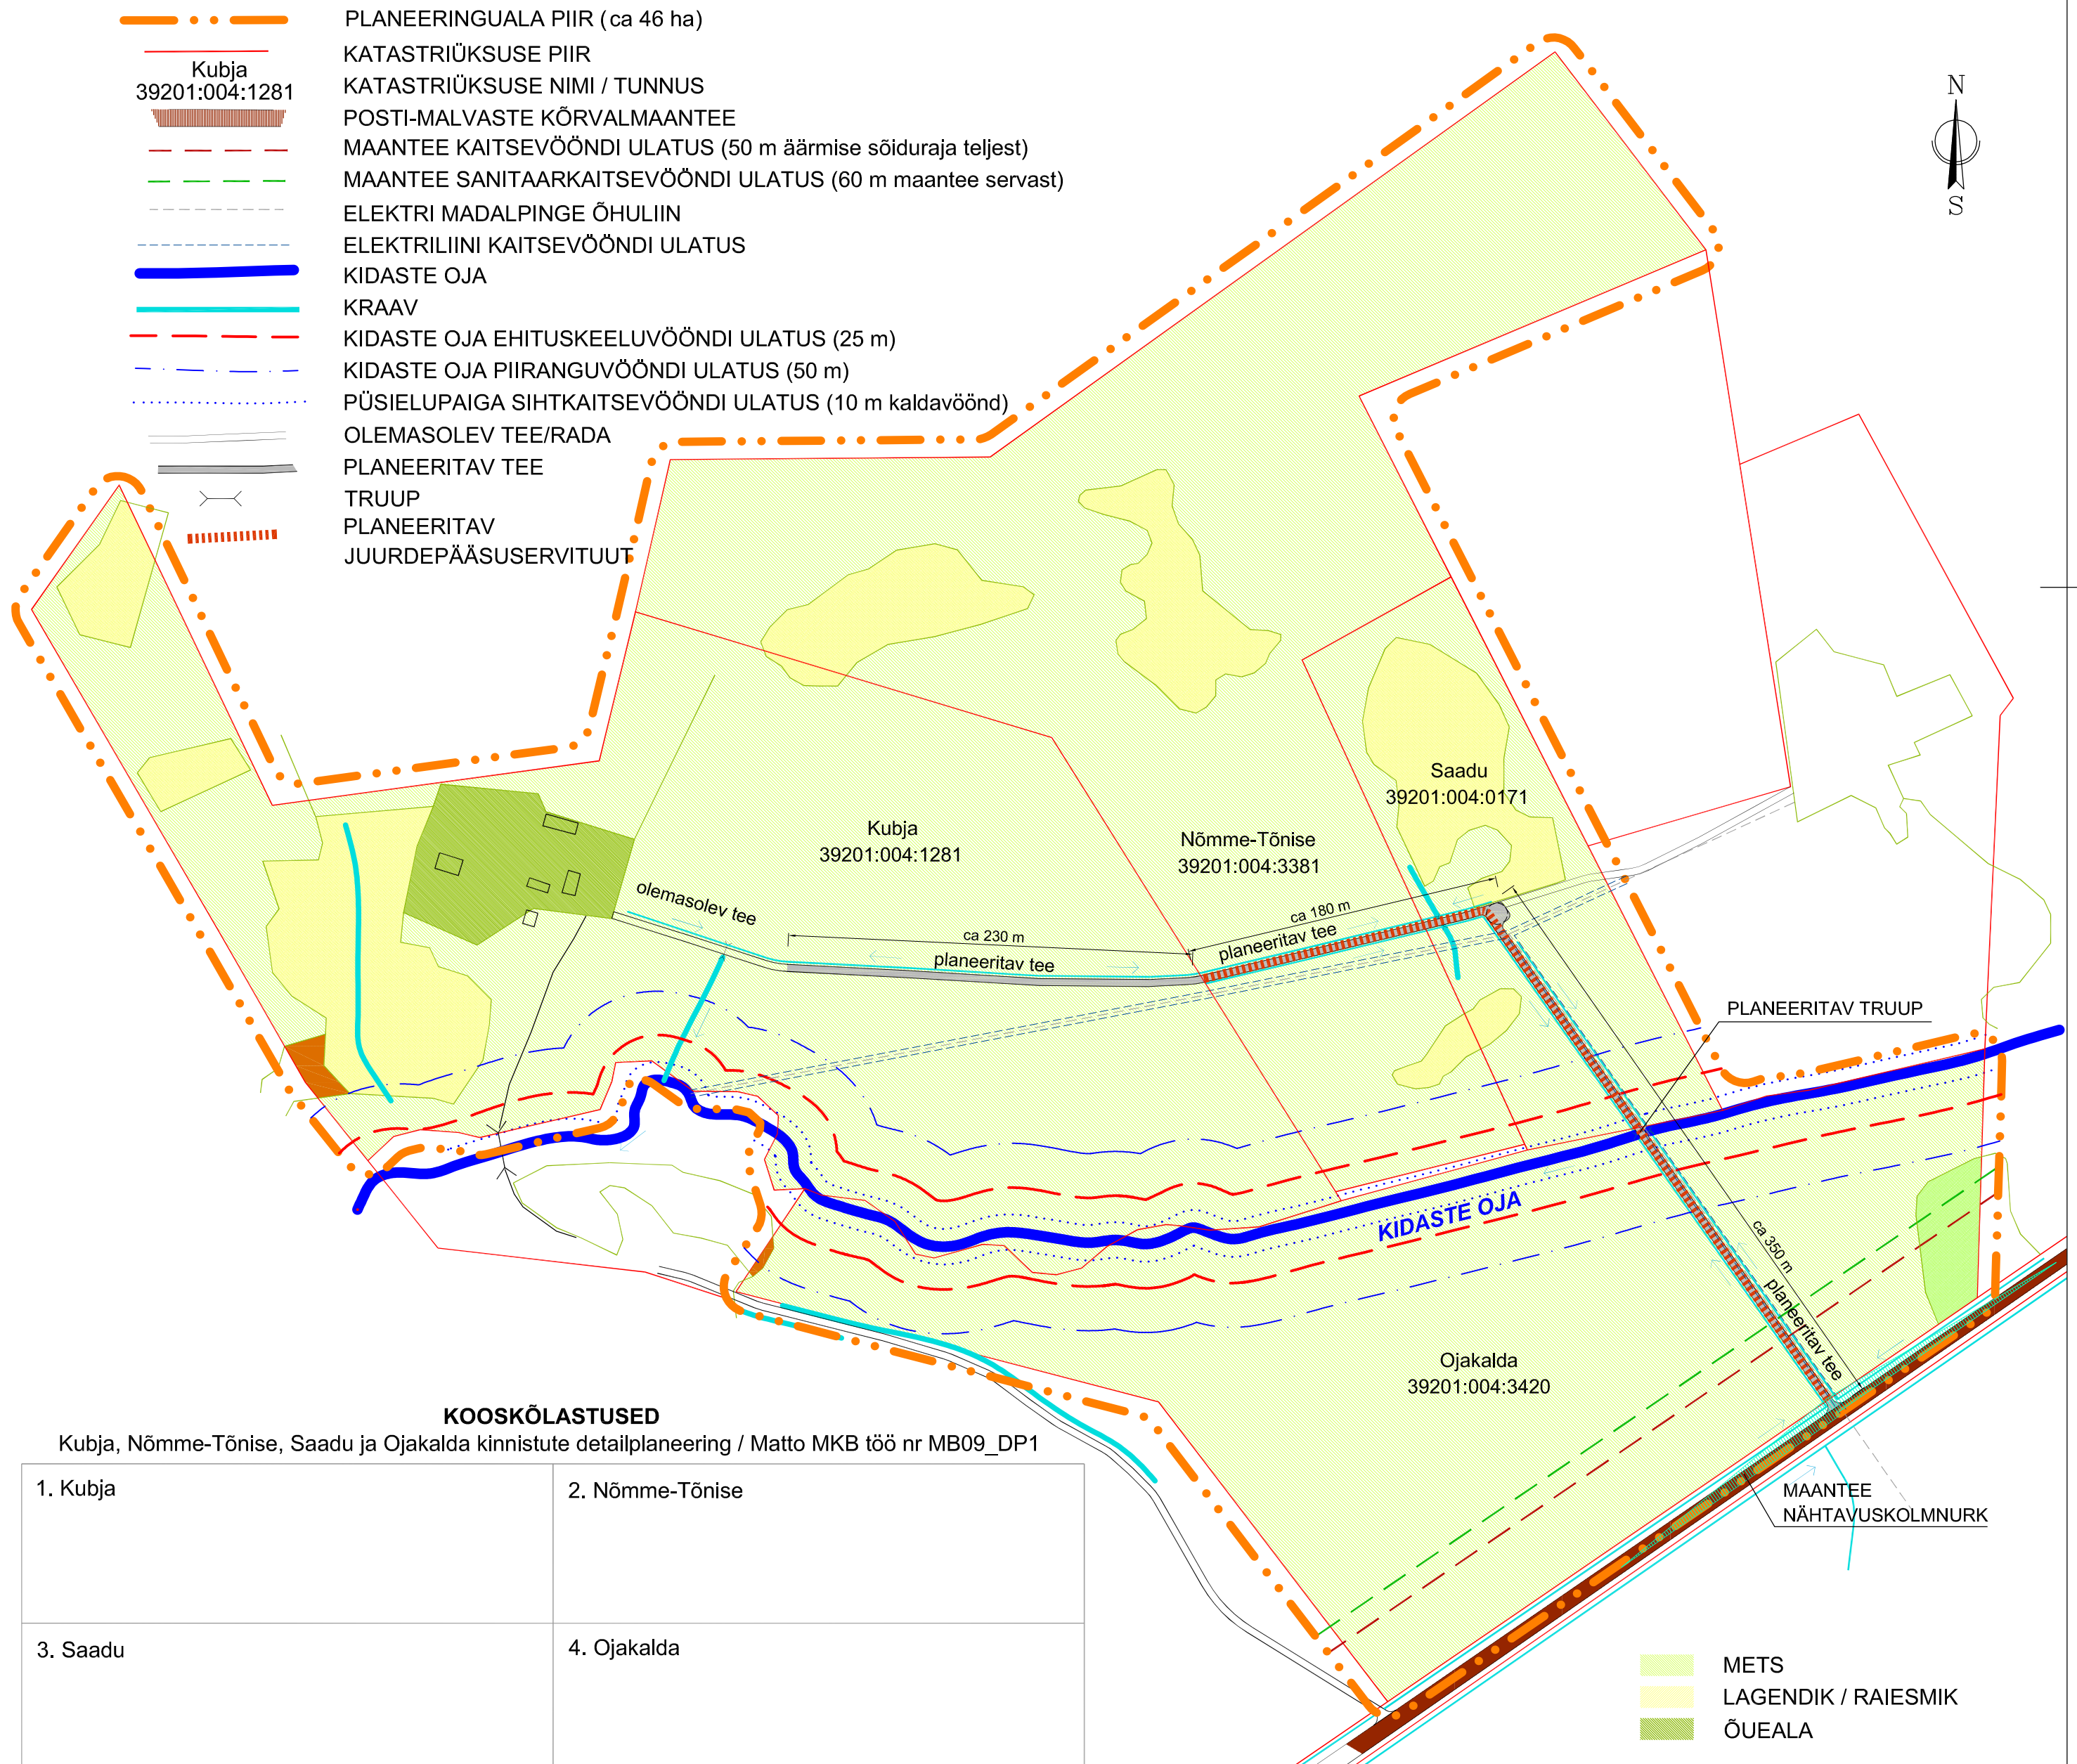 PLANEERINGUALA PIIR (ca 46 ha)
KATASTRIÜKSUSE PIIR
Kubja
39201:004:1281
KATASTRIÜKSUSE NIMI / TUNNUS
POSTI-MALVASTE KÕRVALMAANTEE
MAANTEE KAITSEVÖÖNDI ULATUS (50 m äärmise sõiduraja teljest)
MAANTEE SANITAARKAITSEVÖÖNDI ULATUS (60 m maantee servast)
ELEKTRI MADALPINGE ÕHULIIN
ELEKTRILIINI KAITSEVÖÖNDI ULATUS
KIDASTE OJA
KRAAV
KIDASTE OJA EHITUSKEELUVÖÖNDI ULATUS (25 m)
KIDASTE OJA PIIRANGUVÖÖNDI ULATUS (50 m)
PÜSIELUPAIGA SIHTKAITSEVÖÖNDI ULATUS (10 m kaldavöönd)
OLEMASOLEV TEE/RADA
PLANEERITAV TEE
TRUUP
PLANEERITAV
JUURDEPÄÄSUSERVITUUT
N
S
Saadu
39201:004:0171
Kubja
39201:004:1281
Nõmme-Tõnise
39201:004:3381
olemasolev tee
ca 230 m
planeeritav tee
ca 180 m
planeeritav tee
PLANEERITAV TRUUP
KIDASTE OJA
ca 350 m
planeeritav tee
Ojakalda
39201:004:3420
MAANTEE
NÄHTAVUSKOLMNURK
KOOSKÕLASTUSED
Kubja, Nõmme-Tõnise, Saadu ja Ojakalda kinnistute detailplaneering / Matto MKB töö nr MB09_DP1
1. Kubja
2. Nõmme-Tõnise
3. Saadu
4. Ojakalda
METS
LAGENDIK / RAIESMIK
ÕUEALA